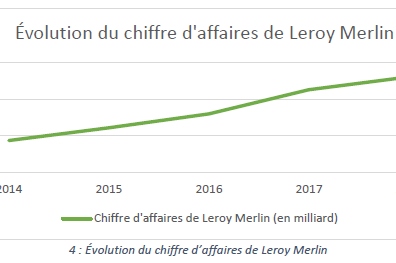 Évolution du chiffre d'affaires de Leroy Merlin
2014 2015 2016 2017
Chiffre d'affaires de Leroy Merlin (en milliard)
4 : Évolution du chiffre d’affaires de Leroy Merlin